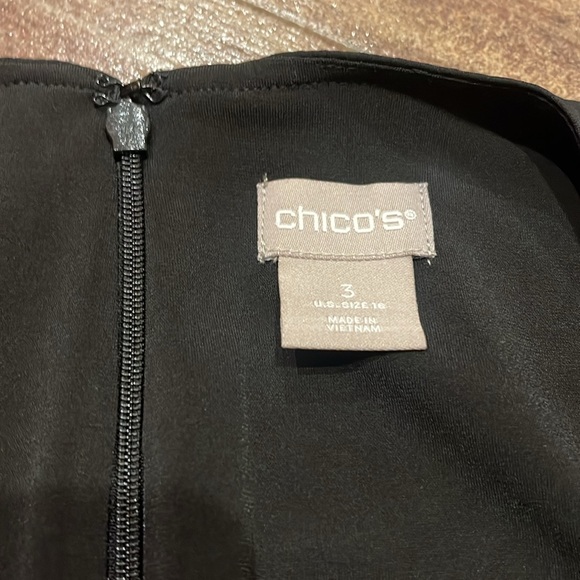 chico's®
3
U.S. SIZE 16
MADE IN
VIETNAM